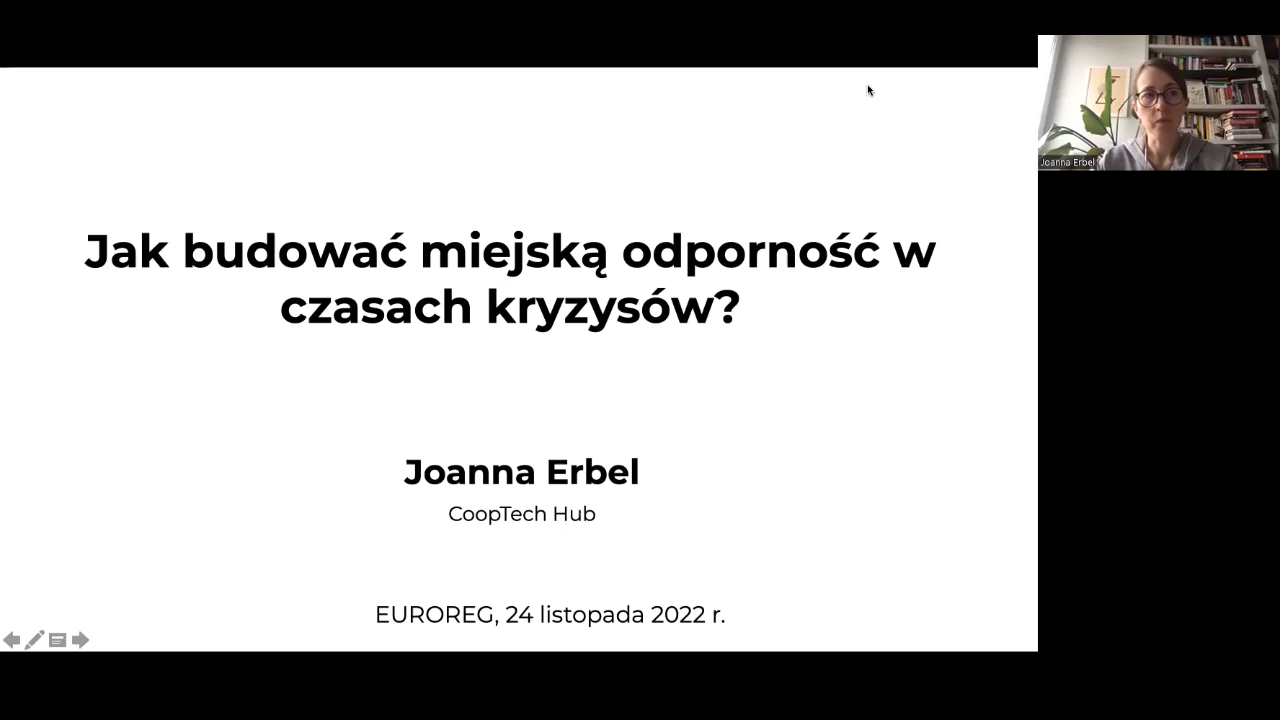 Jak budować miejską odporność w
czasach kryzysów?
Joanna Erbel
CoopTech Hub
EUROREG, 24 listopada 2022 r.
Joanna Erbel